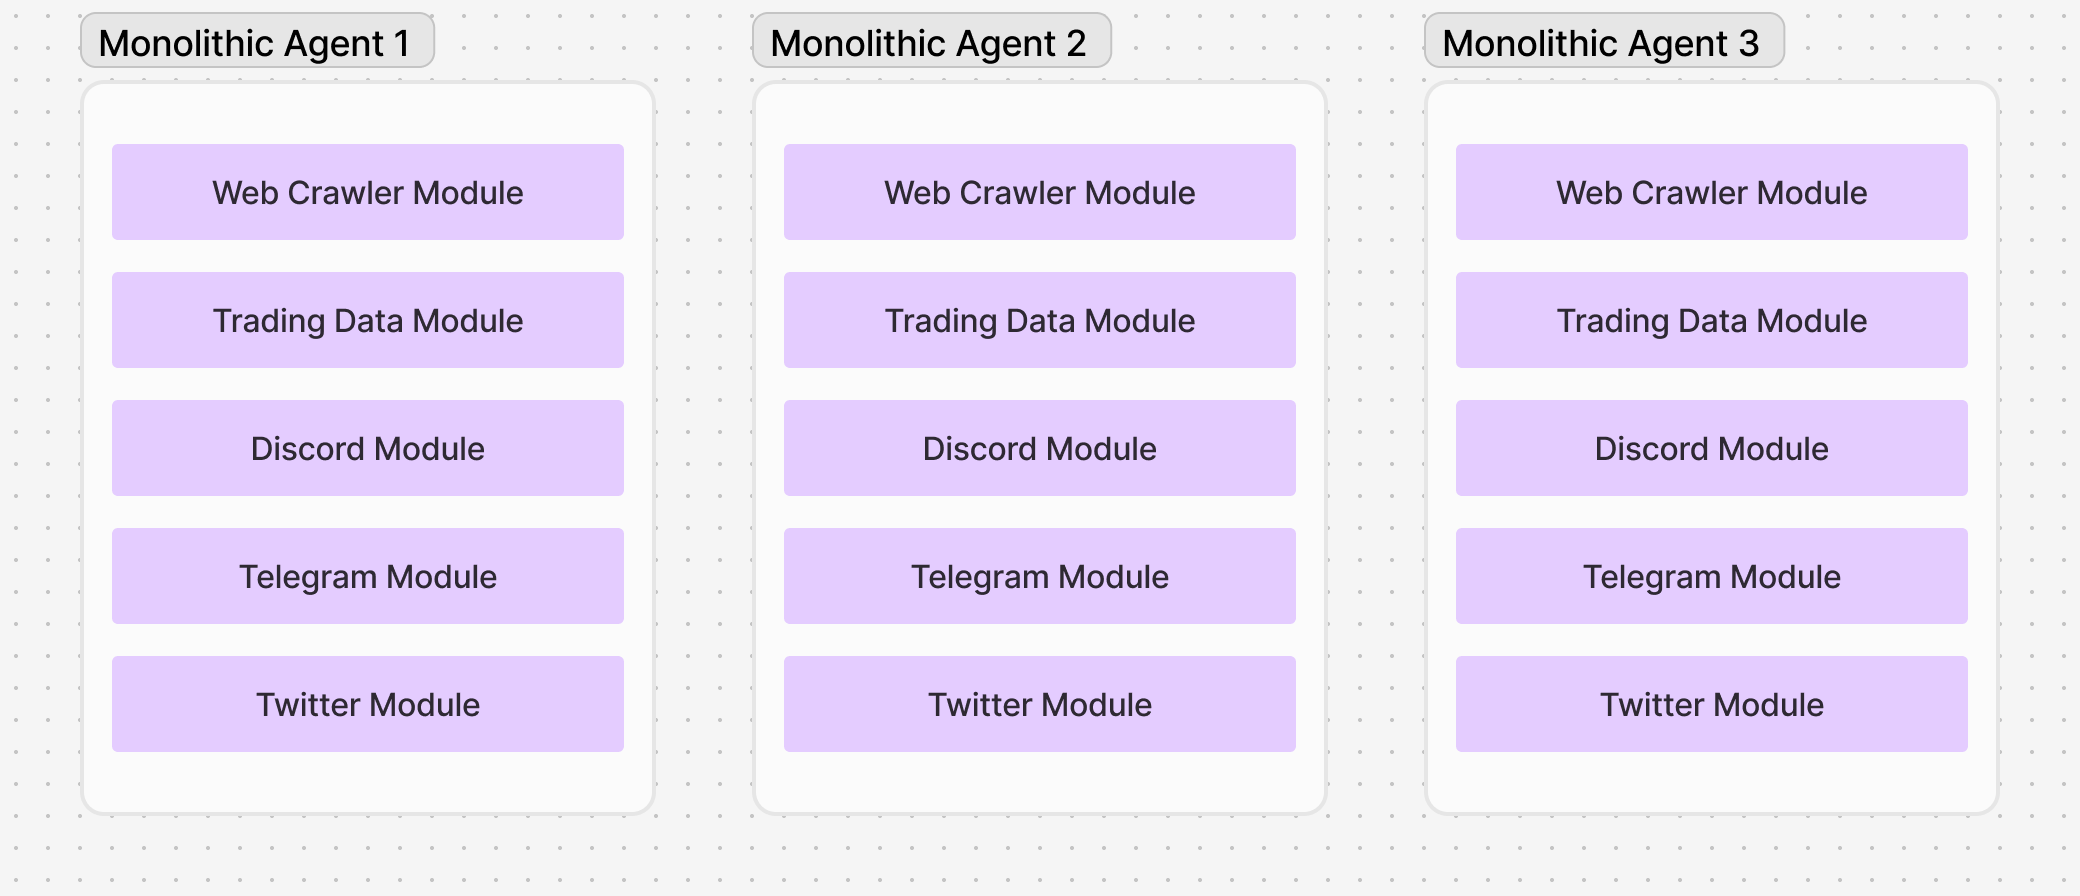 Monolithic Agent 1
Web Crawler Module
Trading Data Module
Discord Module
Telegram Module
Twitter Module
Monolithic Agent 2
Web Crawler Module
Trading Data Module
Discord Module
Telegram Module
Twitter Module
Monolithic Agent 3
Web Crawler Module
Trading Data Module
Discord Module
Telegram Module
Twitter Module